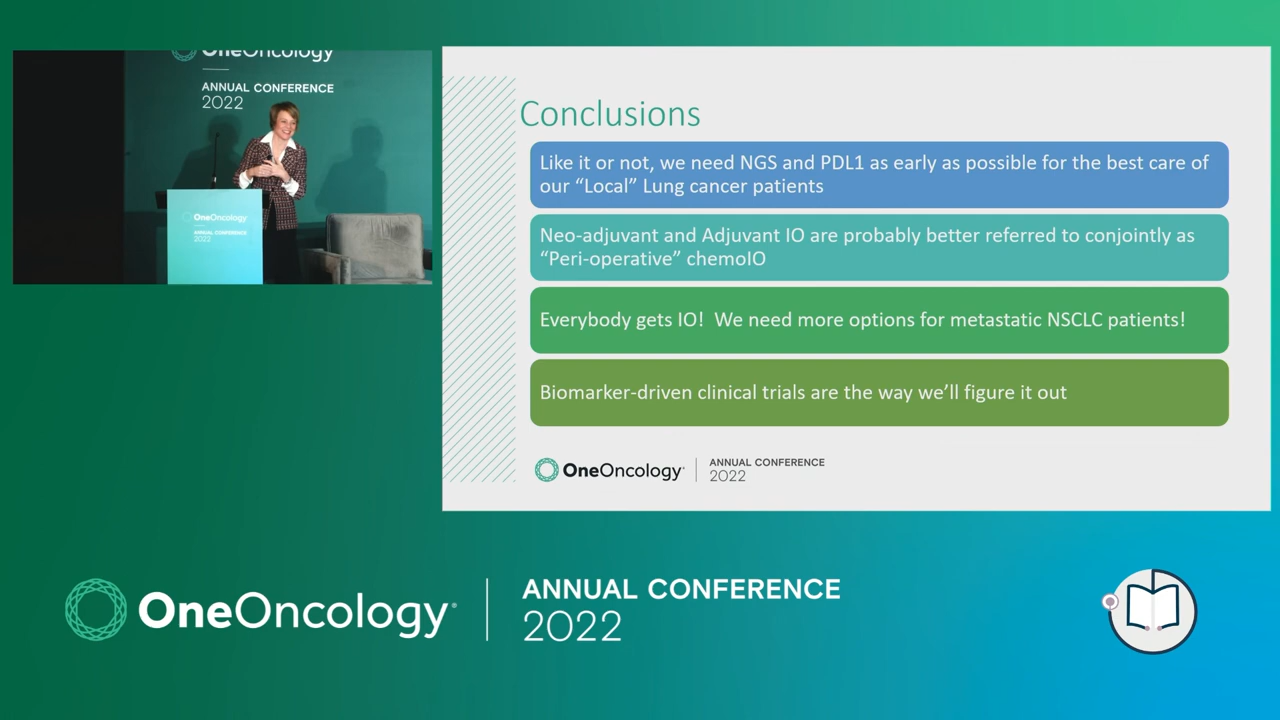 OneOncology
ANNUAL CONFERENCE
2022
OneOncology
ANNUAL CONFERENCE
2022
Conclusions
Like it or not, we need NGS and PDL1 as early as possible for the best care of
our “Local” Lung cancer patients
Neo-adjuvant and Adjuvant IO are probably better referred to conjointly as
“Peri-operative” chemoIO
Everybody gets IO!  We need more options for metastatic NSCLC patients!
Biomarker-driven clinical trials are the way we’ll figure it out
OneOncology
ANNUAL CONFERENCE
2022
OneOncology
ANNUAL CONFERENCE
2022